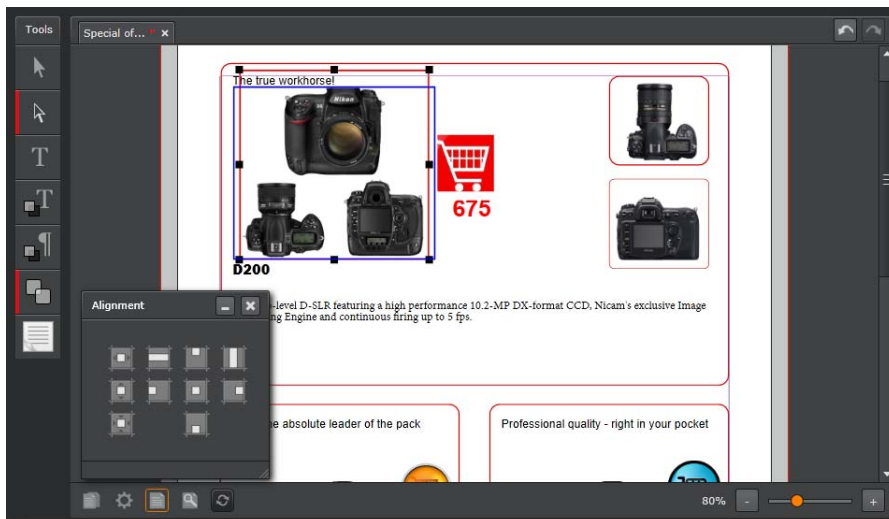 Tools
Special of... * ×
The true workhorse!
Nikon
675
D200
-level D-SLR featuring a high performance 10.2-MP DX-format CCD, Nicam's exclusive Image
ng Engine and continuous firing up to 5 fps.
Alignment
e absolute leader of the pack
Professional quality - right in your pocket
T
T
¶
80%
-
+